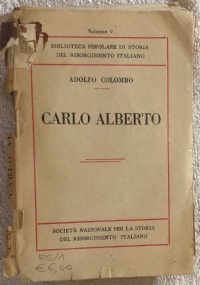 Volume V.
BIBLIOTECA POPOLARE DI STORIA
DEL RISORGIMENTO ITALIANO
ADOLFO COLOMBO
CARLO ALBERTO
SOCIETÀ NAZIONALE PER LA STORIA
DEL RISORGIMENTO ITALIANO
€6,00